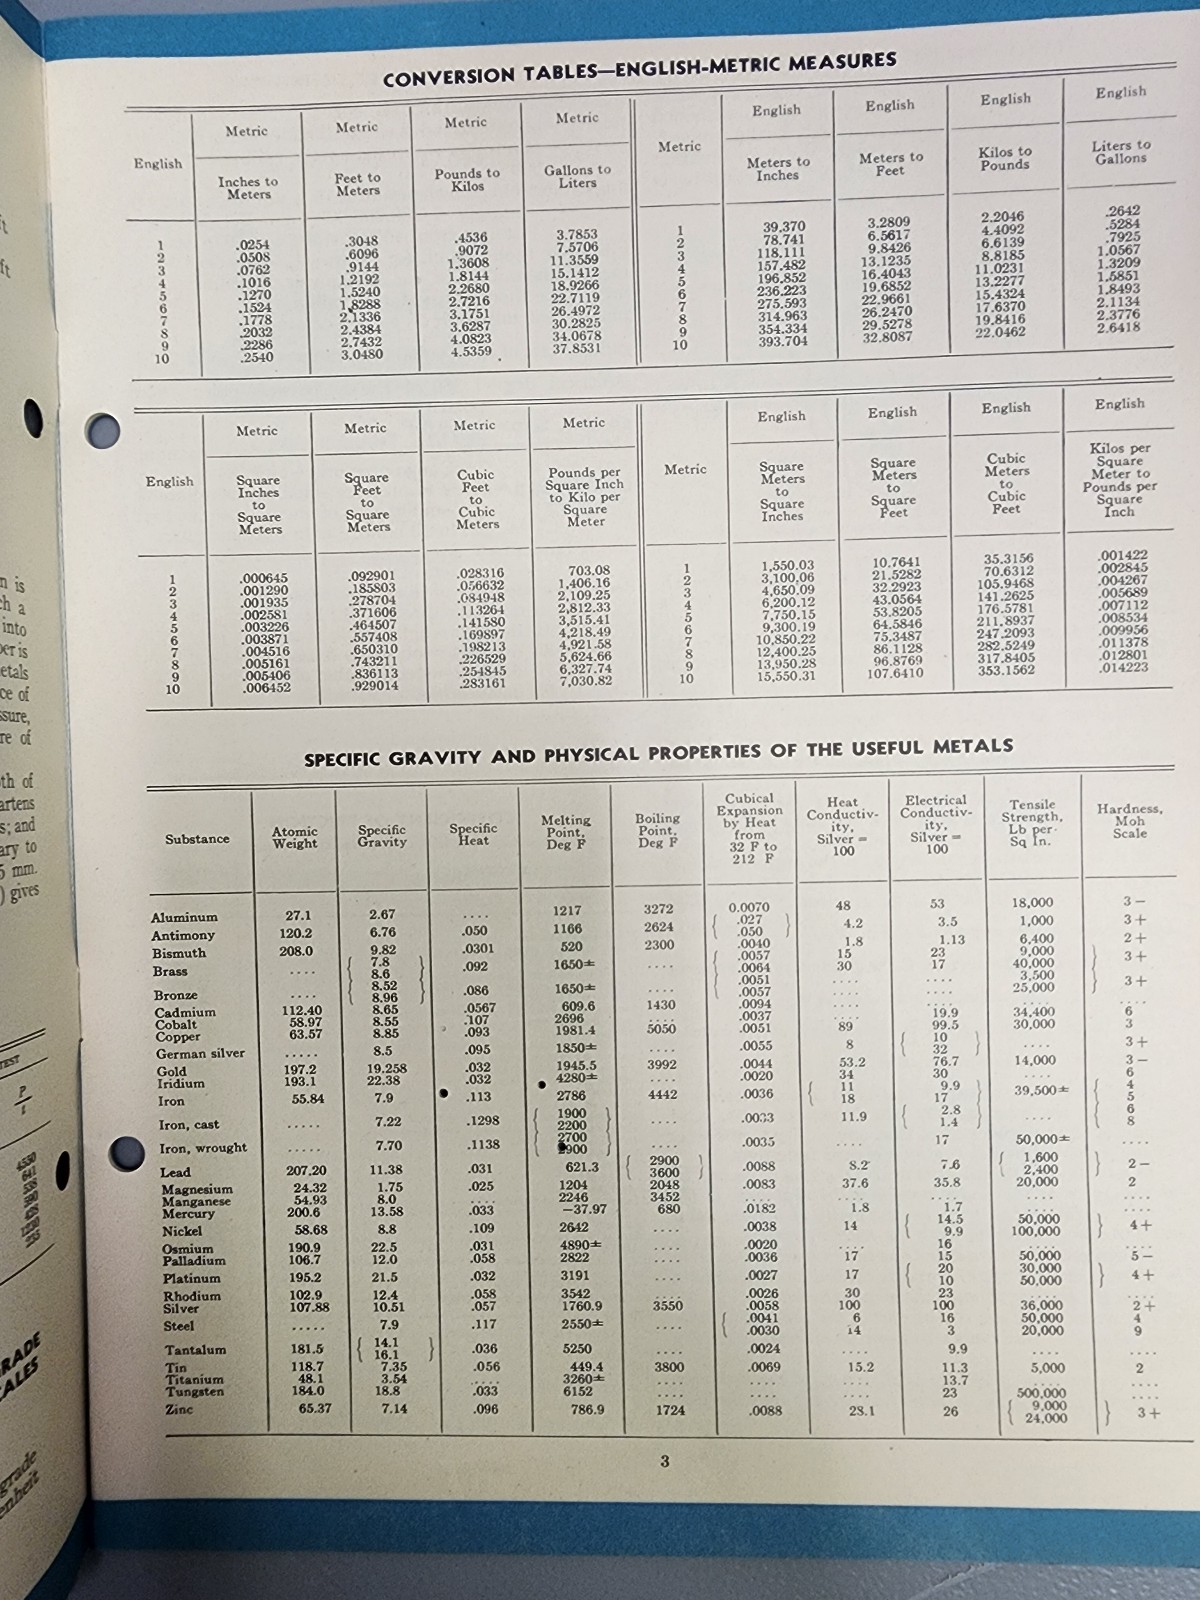 CONVERSION TABLES—ENGLISH-METRIC MEASURES
English | Metric Inches to Meters | Metric Feet to Meters | Metric Pounds to Kilos | Metric Gallons to Liters | Metric | English Meters to Inches | English Meters to Feet | English Kilos to Pounds | English Liters to Gallons
1 .0254 .3048 .4536 3.7853 1 39.370 3.2809 2.2046 .2642
2 .0508 .6096 .9072 7.5706 2 78.741 6.5617 4.4092 .5284
3 .0762 .9144 1.3608 11.3559 3 118.111 9.8426 6.6139 .7925
4 .1016 1.2192 1.8144 15.1412 4 157.482 13.1235 8.8185 1.0567
5 .1270 1.5240 2.2680 18.9266 5 196.852 16.4043 11.0231 1.3209
6 .1524 1.8288 2.7216 22.7119 6 236.223 19.6852 13.2277 1.5851
7 .1778 2.1336 3.1751 26.4972 7 275.593 22.9661 15.4324 1.8493
8 .2032 2.4384 3.6287 30.2825 8 314.963 26.2470 17.6370 2.1134
9 .2286 2.7432 4.0823 34.0678 9 354.334 29.5278 19.8416 2.3776
10 .2540 3.0480 4.5359 37.8531 10 393.704 32.8087 22.0462 2.6418
English | Metric Square Inches to Square Meters | Metric Square Feet to Square Meters | Metric Cubic Feet to Cubic Meters | Metric Pounds per Square Inch to Kilo per Square Meter | Metric | English Square Meters to Square Inches | English Square Meters to Square Feet | English Cubic Meters to Cubic Feet | English Kilos per Square Meter to Pounds per Square Inch
1 .000645 .092901 .028316 703.08 1 1,550.03 10.7641 35.3156 .001422
2 .001290 .185803 .056632 1,406.16 2 3,100.06 21.5282 70.6312 .002845
3 .001935 .278704 .084948 2,109.25 3 4,650.09 32.2923 105.9468 .004267
4 .002581 .371606 .113264 2,812.33 4 6,200.12 43.0564 141.2625 .005689
5 .003226 .464507 .141580 3,515.41 5 7,750.15 53.8205 176.5781 .007112
6 .003871 .557408 .169897 4,218.49 6 9,300.19 64.5846 211.8937 .008534
7 .004516 .650310 .198213 4,921.58 7 10,850.22 75.3487 247.2093 .009956
8 .005161 .743211 .226529 5,624.66 8 12,400.25 86.1128 282.5249 .011378
9 .005406 .836113 .254845 6,327.74 9 13,950.28 96.8769 317.8405 .012801
10 .006452 .929014 .283161 7,030.82 10 15,550.31 107.6410 353.1562 .014223
SPECIFIC GRAVITY AND PHYSICAL PROPERTIES OF THE USEFUL METALS
Substance | Atomic Weight | Specific Gravity | Specific Heat | Melting Point, Deg F | Boiling Point, Deg F | Cubical Expansion by Heat from 32 F to 212 F | Heat Conductiv-ity, Silver = 100 | Electrical Conductiv-ity, Silver = 100 | Tensile Strength, Lb per Sq In. | Hardness, Moh Scale
Aluminum 27.1 2.67 .... 1217 3272 0.0070 48 53 18,000 3 −
Antimony 120.2 6.76 .050 1166 2624 { .027 .050 } 4.2 3.5 1,000 3 +
Bismuth 208.0 9.82 .0301 520 2300 .0040 1.8 1.13 6,400 2 +
Brass .... { 7.8 8.6 } .092 1650± .... { .0057 .0064 15 30 23 17 9,000 40,000 } 3 +
Bronze .... { 8.52 8.96 } .086 1650± .... { .0051 .0057 .... .... .... .... 3,500 25,000 } 3 +
Cadmium 112.40 8.65 .0567 609.6 1430 .0094 .... .... .... ....
Cobalt 58.97 8.55 .107 2696 .... .0037 .... 19.9 34,400 6
Copper 63.57 8.85 .093 1981.4 5050 .0051 89 99.5 30,000 3
German silver ..... 8.5 .095 1850± .... .0055 8 { 10 32 } .... 3 +
Gold 197.2 19.258 .032 1945.5 3992 .0044 53.2 76.7 14,000 3 −
Iridium 193.1 22.38 .032 4280± .... .0020 34 30 .... 6
Iron 55.84 7.9 .113 2786 4442 .0036 { 11 18 9.9 17 } 39,500± { 4 5
Iron, cast ..... 7.22 .1298 { 1900 2200 } .... .0033 11.9 { 2.8 1.4 } .... { 6 8
Iron, wrought ..... 7.70 .1138 { 2700 2900 } .... .0035 .... 17 50,000± ....
Lead 207.20 11.38 .031 621.3 { 2900 3600 } .0088 8.2 7.6 { 1,600 2,400 } 2 −
Magnesium 24.32 1.75 .025 1204 2048 .0083 37.6 35.8 20,000 2
Manganese 54.93 8.0 .... 2246 3452 .... .... .... .... ....
Mercury 200.6 13.58 .033 −37.97 680 .0182 1.8 1.7 .... ....
Nickel 58.68 8.8 .109 2642 .... .0038 14 { 14.5 9.9 50,000 100,000 } 4 +
Osmium 190.9 22.5 .031 4890± .... .0020 .... 16 .... ....
Palladium 106.7 12.0 .058 2822 .... .0036 17 15 50,000 5 −
Platinum 195.2 21.5 .032 3191 .... .0027 17 { 20 10 30,000 50,000 } 4 +
Rhodium 102.9 12.4 .058 3542 .... .0026 30 23 .... ....
Silver 107.88 10.51 .057 1760.9 3550 .0058 100 100 36,000 2 +
Steel ..... 7.9 .117 2550± .... { .0041 .0030 6 14 16 3 50,000 20,000 4 9
Tantalum 181.5 { 14.1 16.1 } .036 5250 .... .0024 .... 9.9 .... ....
Tin 118.7 7.35 .056 449.4 3800 .0069 15.2 11.3 5,000 2
Titanium 48.1 3.54 .... 3260± .... .... .... 13.7 .... ....
Tungsten 184.0 18.8 .033 6152 .... .... .... 23 500,000 ....
Zinc 65.37 7.14 .096 786.9 1724 .0088 28.1 26 { 9,000 24,000 } 3 +
3